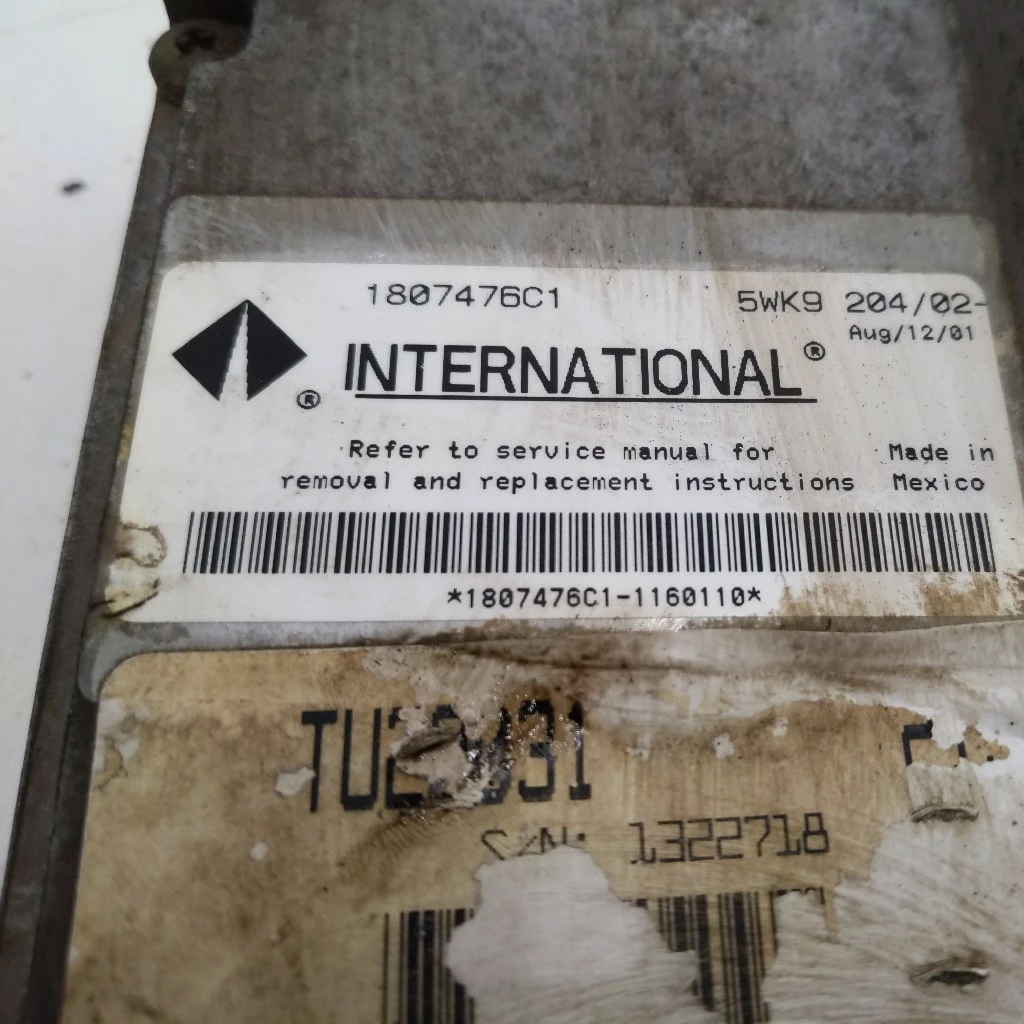 1807476C1 5WK9 204/02-
Aug/12/01
INTERNATIONAL®
®
Refer to service manual for Made in
removal and replacement instructions Mexico
*1807476C1-1160110*
S/N: 1322718